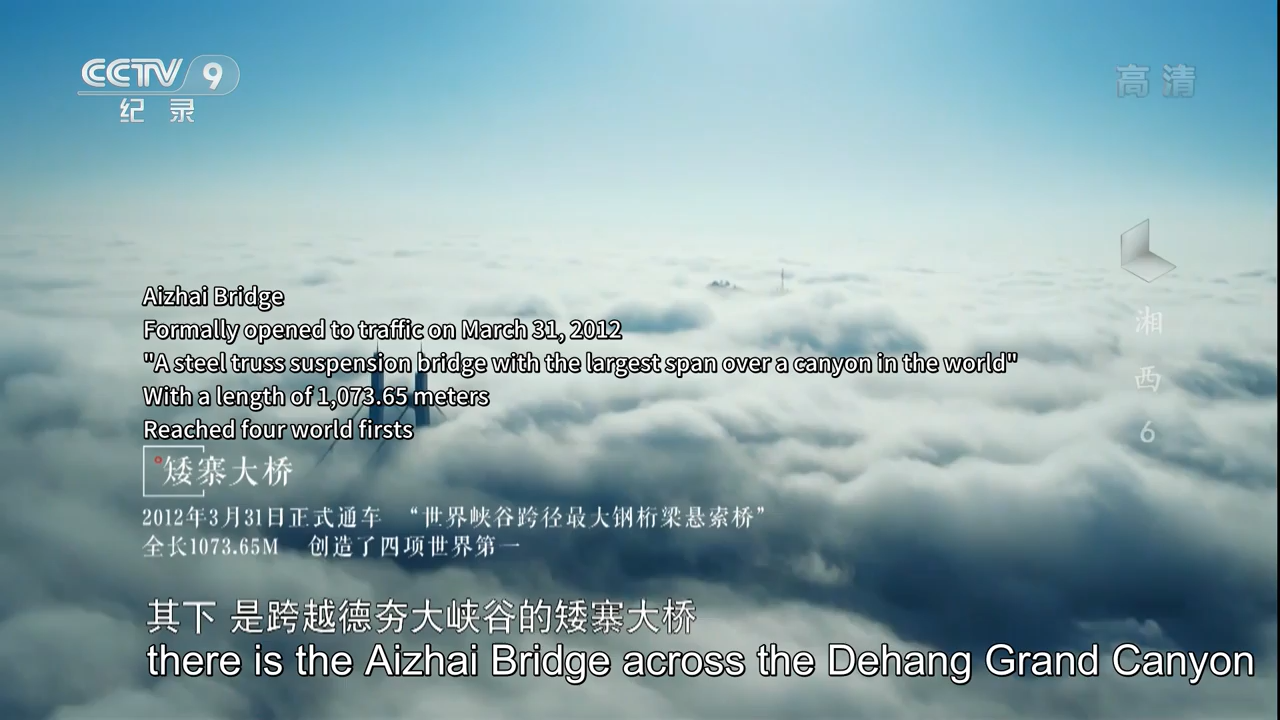 CCTV 9
纪录
高清
湘
西
6
Aizhai Bridge
Formally opened to traffic on March 31, 2012
"A steel truss suspension bridge with the largest span over a canyon in the world"
With a length of 1,073.65 meters
Reached four world firsts
矮寨大桥
2012年3月31日正式通车 “世界峡谷跨径最大钢桁梁悬索桥”
全长1073.65M 创造了四项世界第一
其下 是跨越德夯大峡谷的矮寨大桥
there is the Aizhai Bridge across the Dehang Grand Canyon